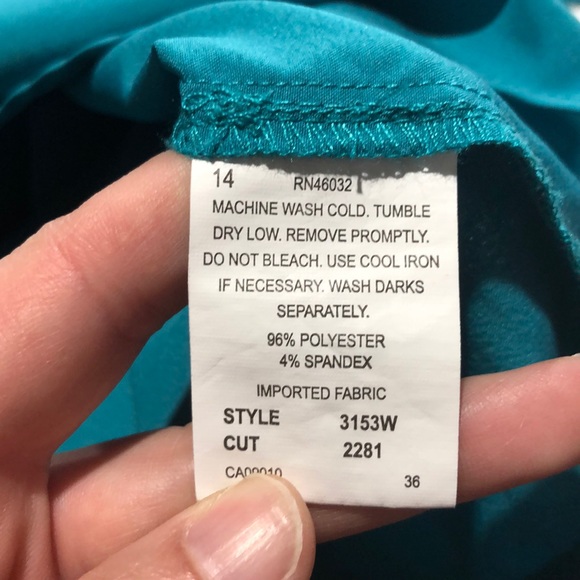 14 RN46032
MACHINE WASH COLD. TUMBLE
DRY LOW. REMOVE PROMPTLY.
DO NOT BLEACH. USE COOL IRON
IF NECESSARY. WASH DARKS
SEPARATELY.
96% POLYESTER
4% SPANDEX
IMPORTED FABRIC
STYLE 3153W
CUT 2281
36